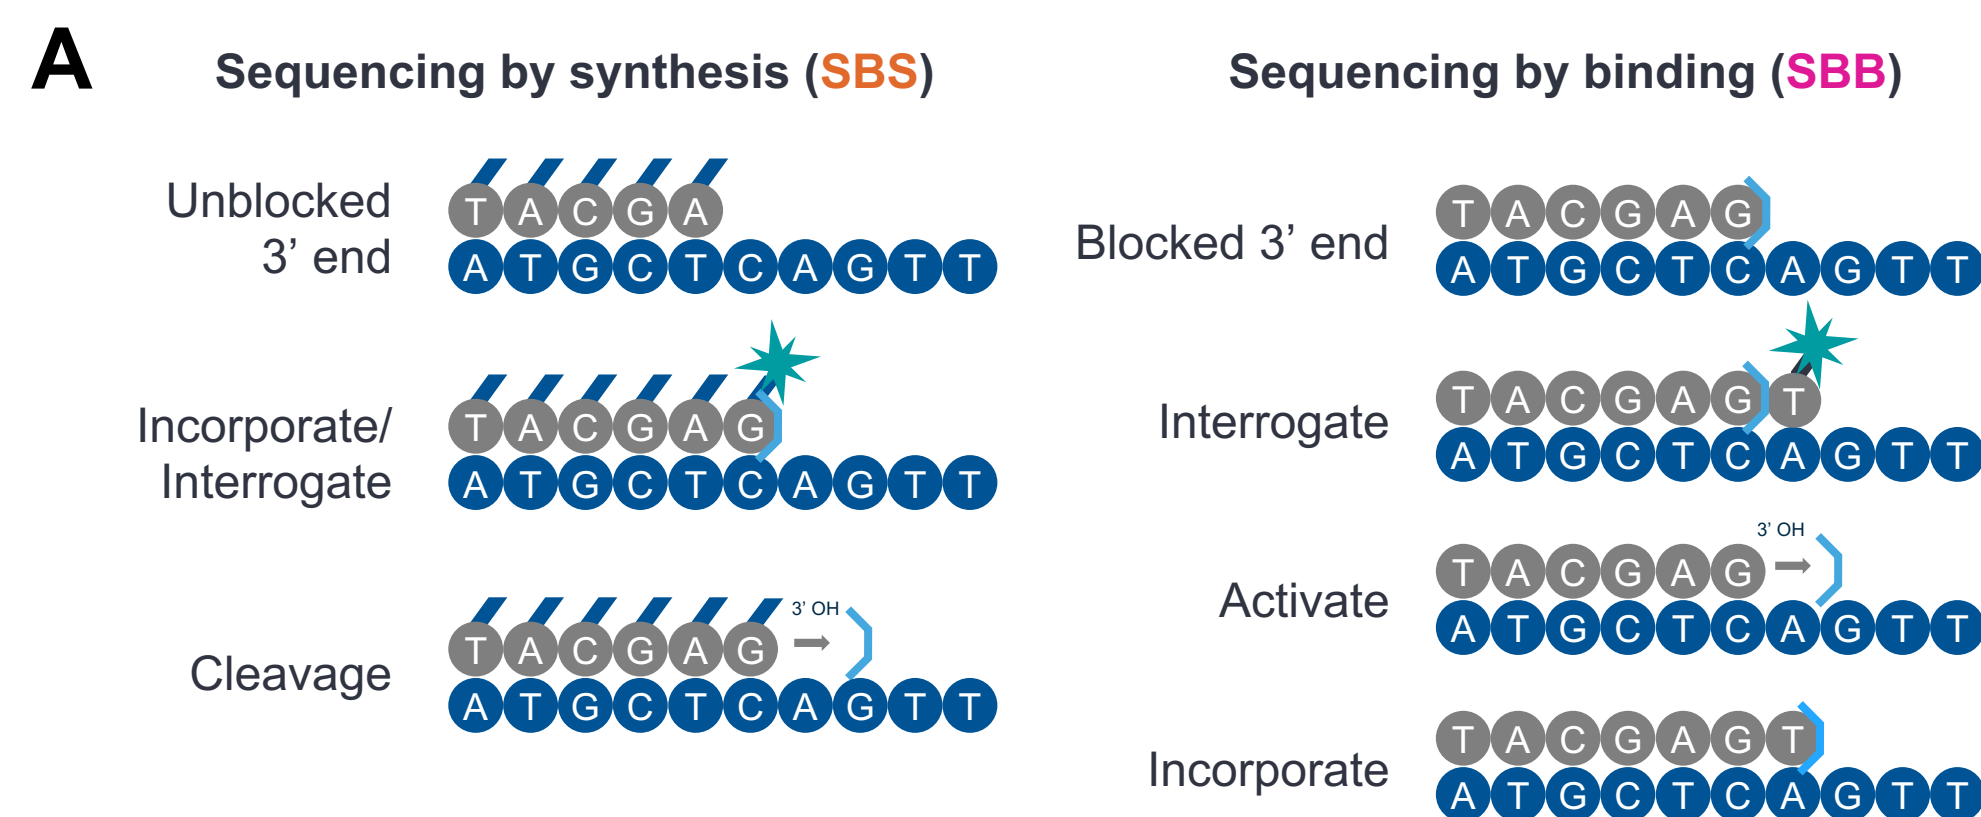 A
Sequencing by synthesis (SBS)
Unblocked
3’ end
T A C G A
A T G C T C A G T T
Incorporate/
Interrogate
T A C G A G
A T G C T C A G T T
Cleavage
T A C G A G
3’ OH
A T G C T C A G T T
Sequencing by binding (SBB)
Blocked 3’ end
T A C G A G
A T G C T C A G T T
Interrogate
T A C G A G T
A T G C T C A G T T
Activate
3’ OH
T A C G A G
A T G C T C A G T T
Incorporate
T A C G A G T
A T G C T C A G T T